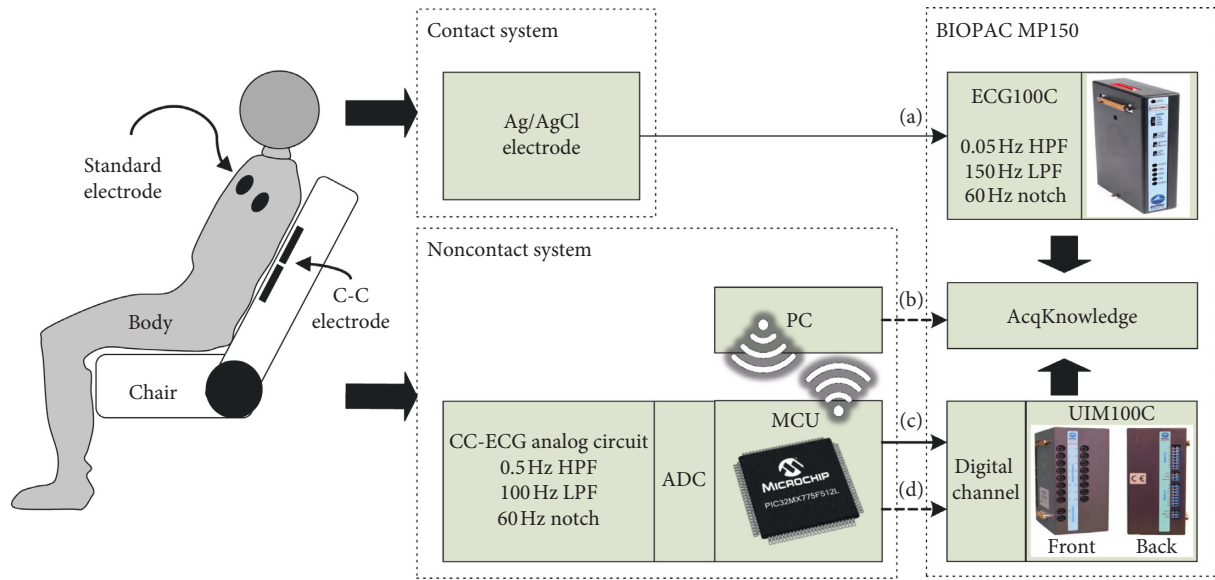 Standard
electrode
Body
Chair
C-C
electrode
Contact system
Ag/AgCl
electrode
(a)
BIOPAC MP150
ECG100C
0.05 Hz HPF
150 Hz LPF
60 Hz notch
Noncontact system
PC
(b)
AcqKnowledge
CC-ECG analog circuit
0.5 Hz HPF
100 Hz LPF
60 Hz notch
ADC
MCU
MICROCHIP
PIC32MX775F512L
(c)
(d)
Digital
channel
UIM100C
CE
Front
Back